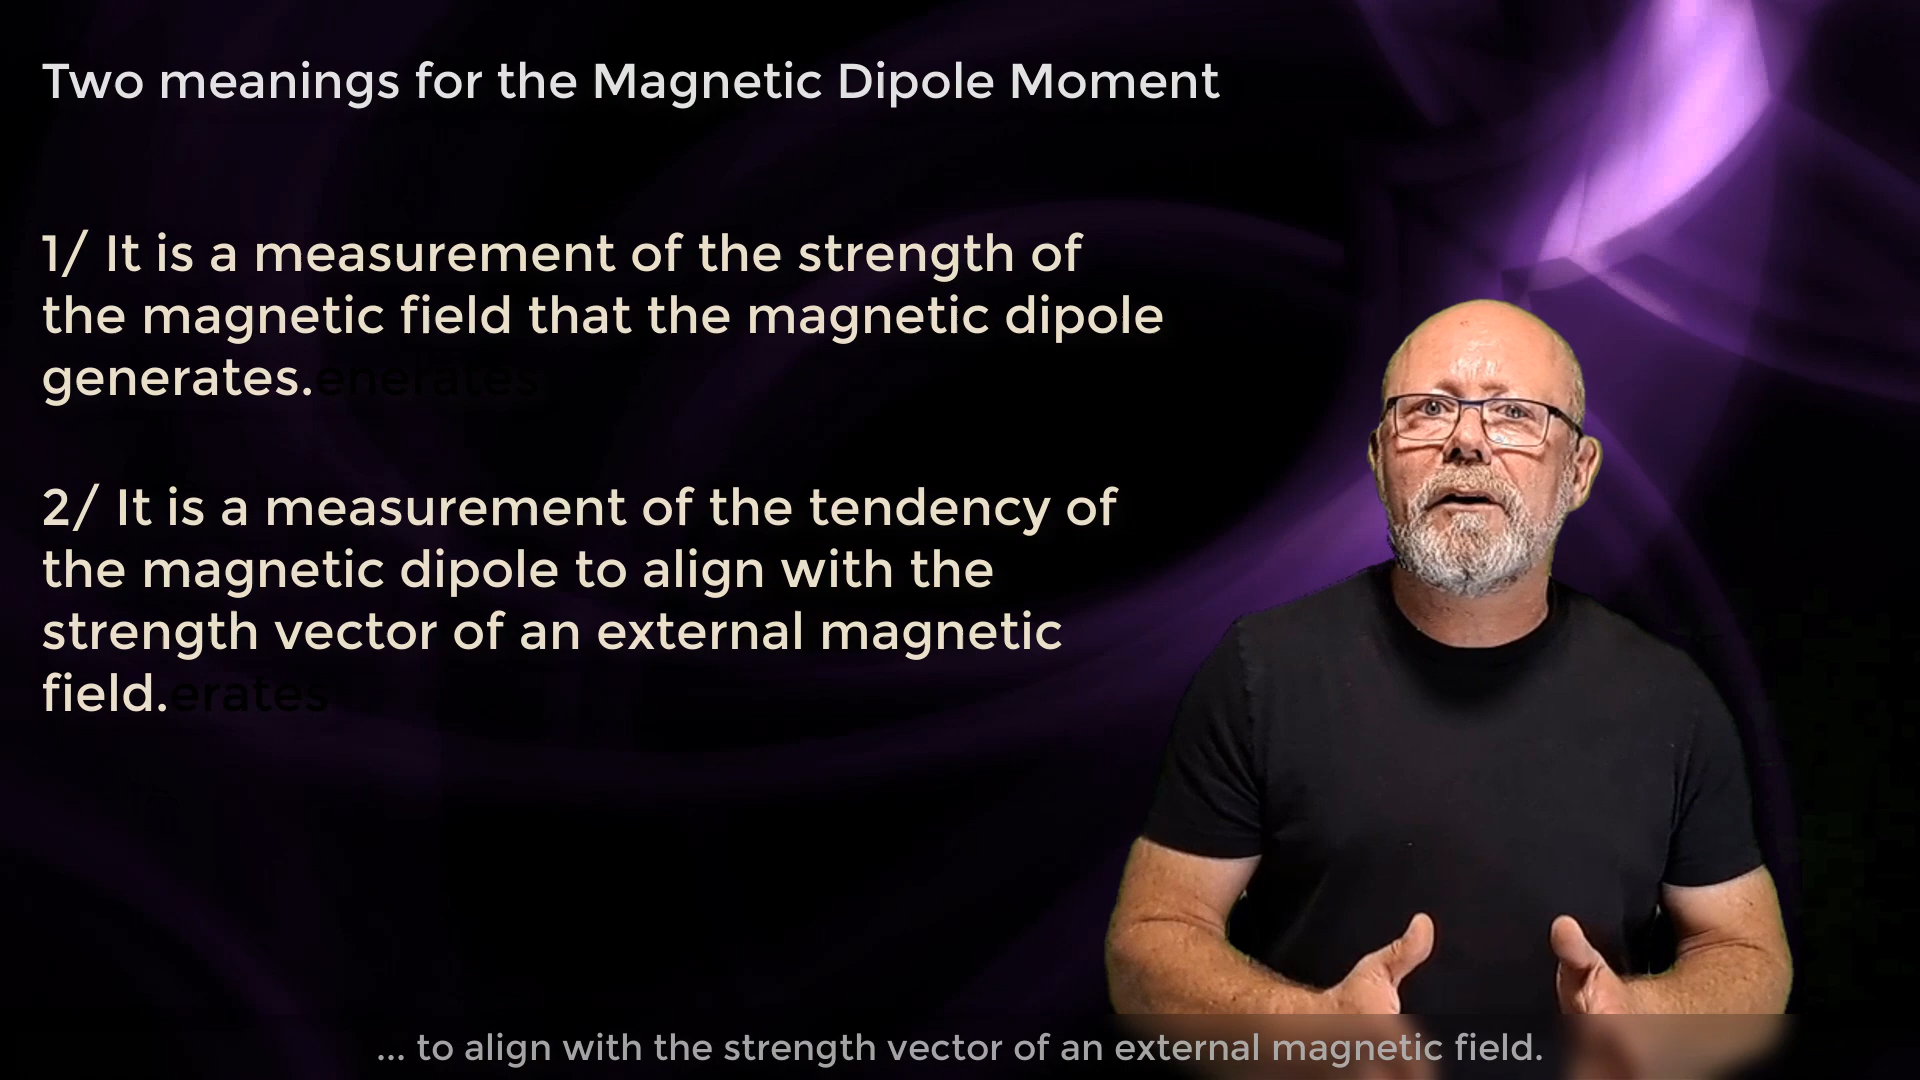 Two meanings for the Magnetic Dipole Moment
1/ It is a measurement of the strength of
the magnetic field that the magnetic dipole
generates.enerates
2/ It is a measurement of the tendency of
the magnetic dipole to align with the
strength vector of an external magnetic
field.erates
... to align with the strength vector of an external magnetic field.